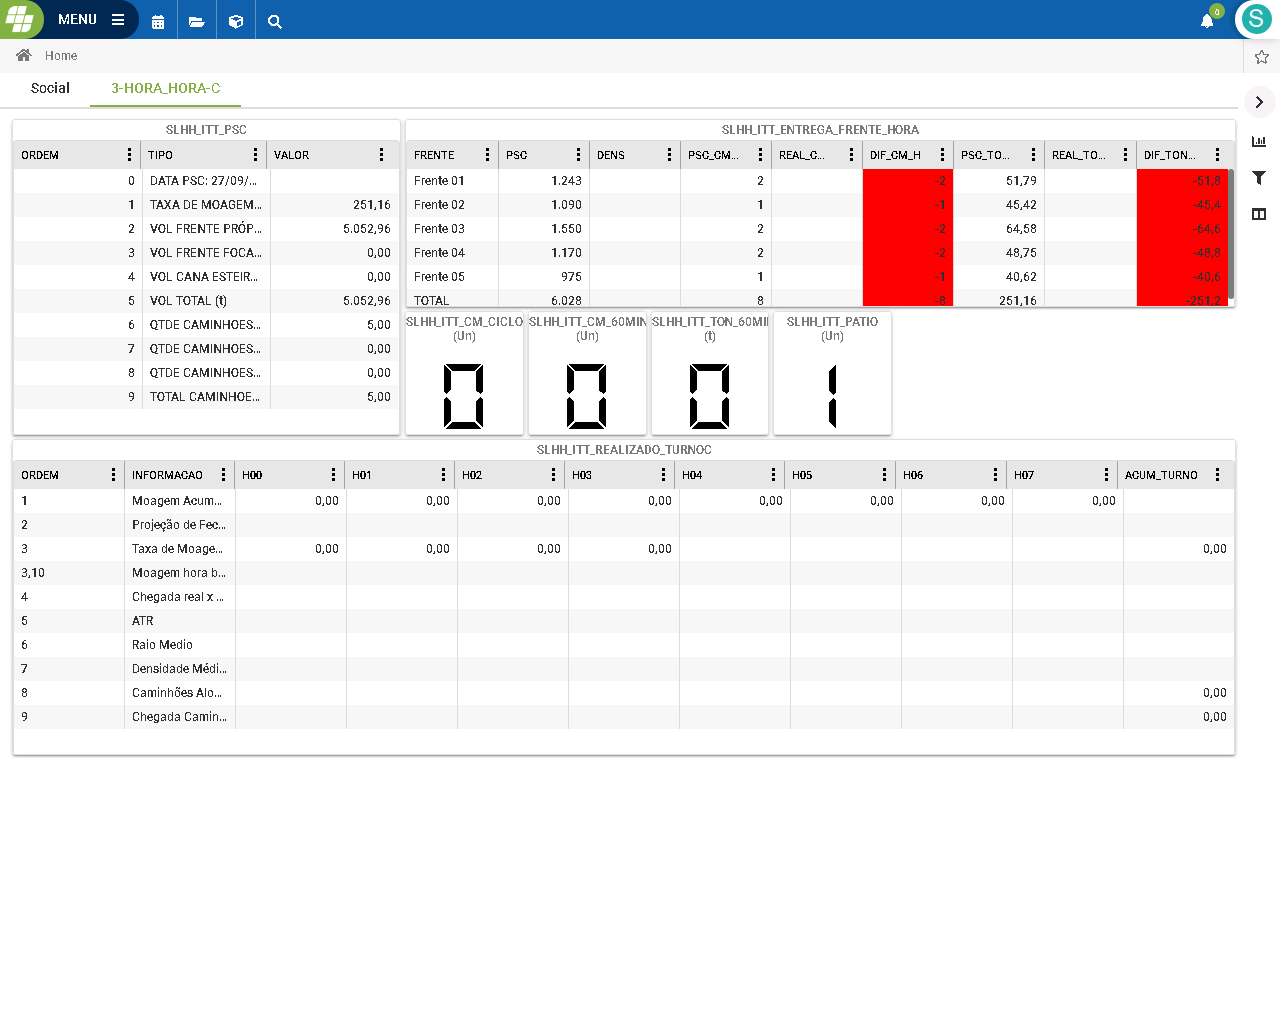 MENU
0
S
Home
Social 3-HORA_HORA-C
SLHH_ITT_PSC
ORDEM TIPO VALOR
0 DATA PSC: 27/09/...
1 TAXA DE MOAGEM... 251,16
2 VOL FRENTE PRÓP... 5.052,96
3 VOL FRENTE FOCA... 0,00
4 VOL CANA ESTEIR... 0,00
5 VOL TOTAL (t) 5.052,96
6 QTDE CAMINHOES... 5,00
7 QTDE CAMINHOES... 0,00
8 QTDE CAMINHOES... 0,00
9 TOTAL CAMINHOE... 5,00
SLHH_ITT_ENTREGA_FRENTE_HORA
FRENTE PSC DENS PSC_CM... REAL_C... DIF_CM_H PSC_TO... REAL_TO... DIF_TON...
Frente 01 1.243 2 -2 51,79 -51,8
Frente 02 1.090 1 -1 45,42 -45,4
Frente 03 1.550 2 -2 64,58 -64,6
Frente 04 1.170 2 -2 48,75 -48,8
Frente 05 975 1 -1 40,62 -40,6
TOTAL 6.028 8 -8 251,16 -251,2
SLHH_ITT_CM_CICLO
(Un)
0
SLHH_ITT_CM_60MIN
(Un)
0
SLHH_ITT_TON_60MI
(t)
0
SLHH_ITT_PATIO
(Un)
1
SLHH_ITT_REALIZADO_TURNOC
ORDEM INFORMACAO H00 H01 H02 H03 H04 H05 H06 H07 ACUM_TURNO
1 Moagem Acum... 0,00 0,00 0,00 0,00 0,00 0,00 0,00 0,00
2 Projeção de Fec...
3 Taxa de Moage... 0,00 0,00 0,00 0,00 0,00
3,10 Moagem hora b...
4 Chegada real x ...
5 ATR
6 Raio Medio
7 Densidade Médi...
8 Caminhões Alo... 0,00
9 Chegada Camin... 0,00